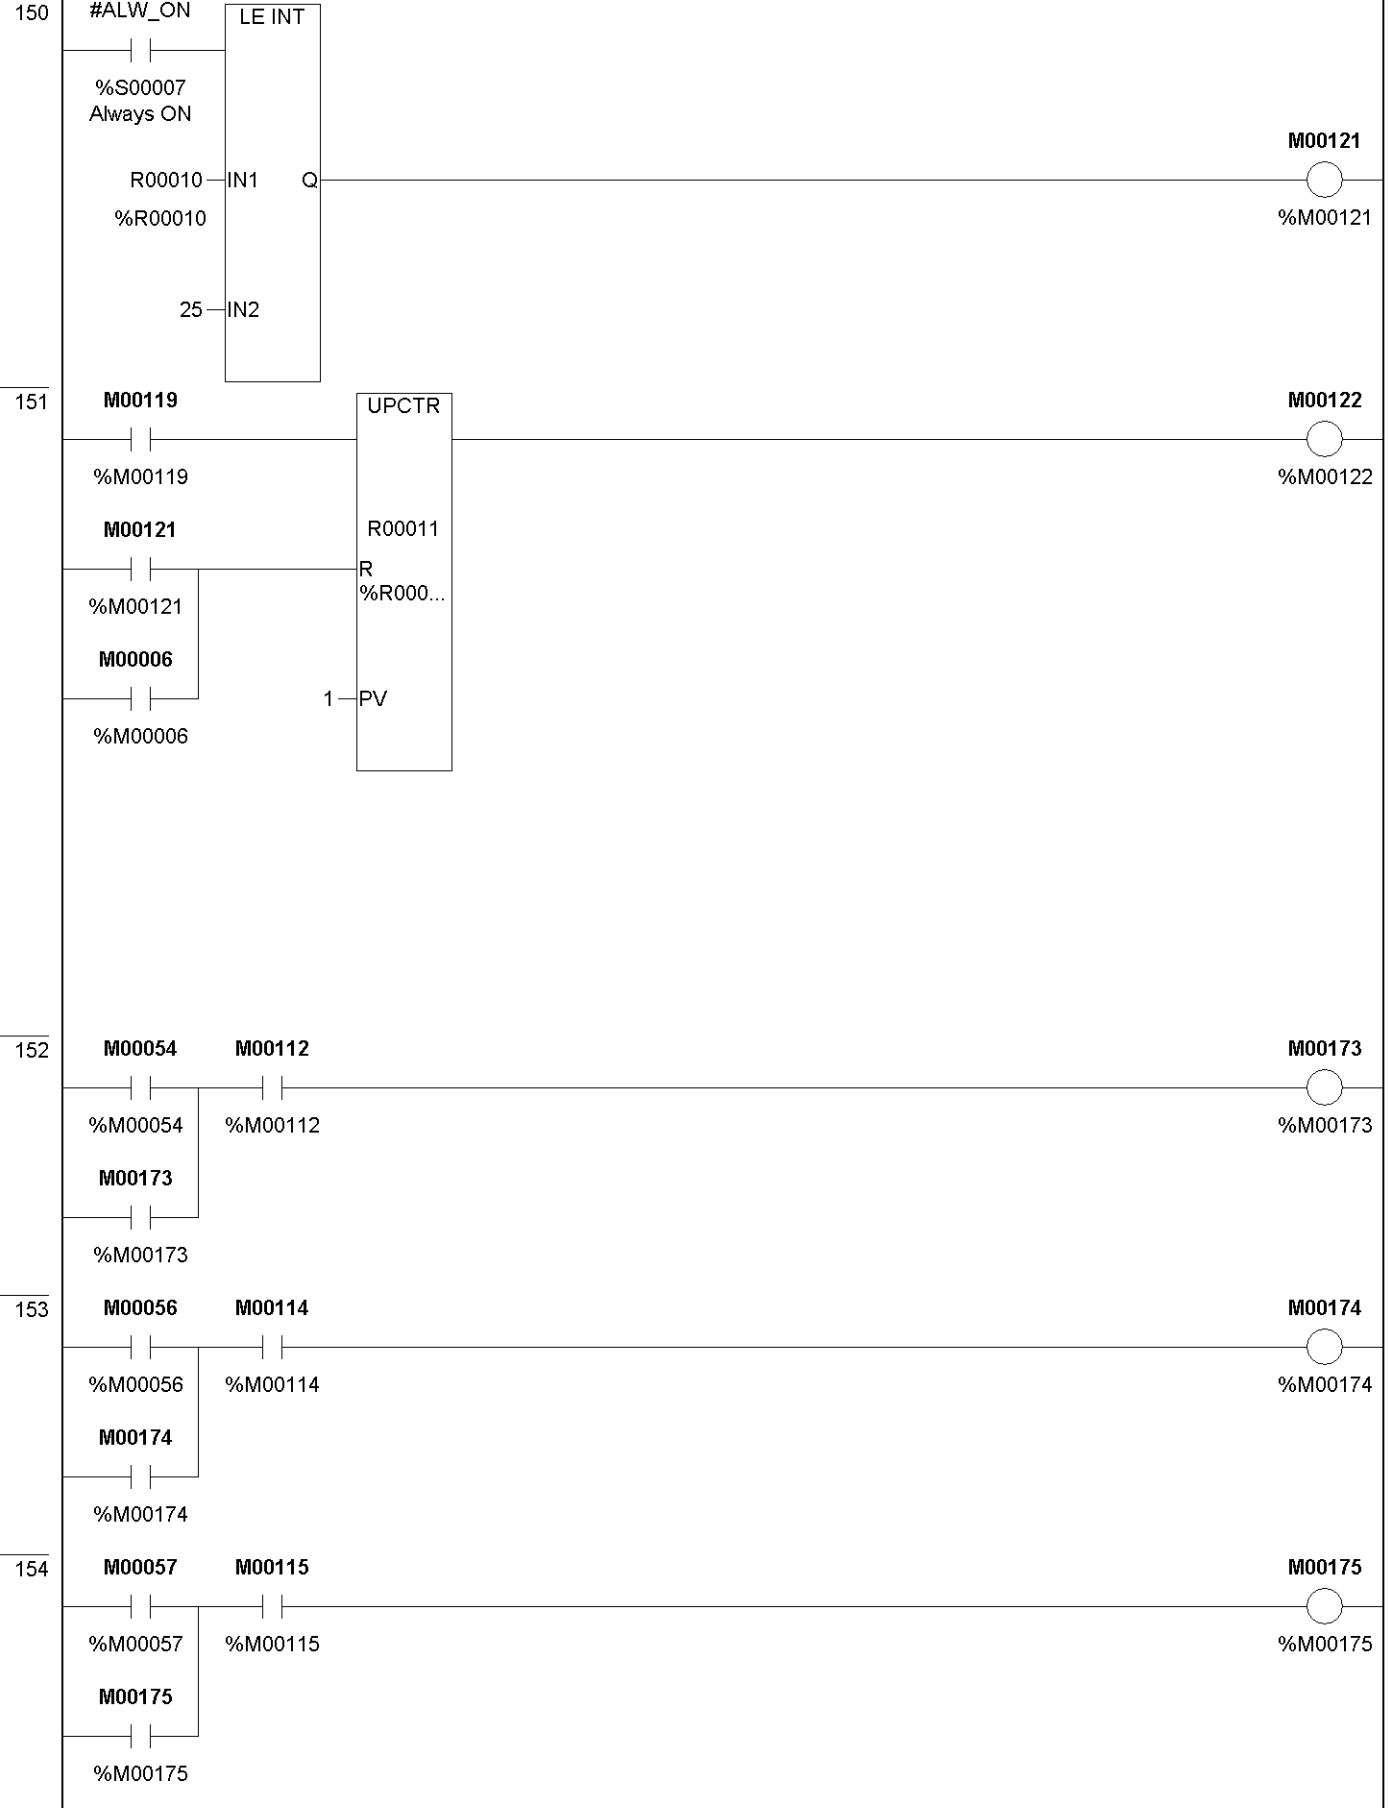 150
#ALW_ON
LE INT
%S00007
Always ON
M00121
R00010 IN1 Q
%R00010
%M00121
25 IN2
151
M00119
UPCTR
M00122
%M00119
%M00122
M00121
R00011
R
%M00121
%R000...
M00006
1 PV
%M00006
152
M00054 M00112 M00173
%M00054 %M00112 %M00173
M00173
%M00173
153
M00056 M00114 M00174
%M00056 %M00114 %M00174
M00174
%M00174
154
M00057 M00115 M00175
%M00057 %M00115 %M00175
M00175
%M00175